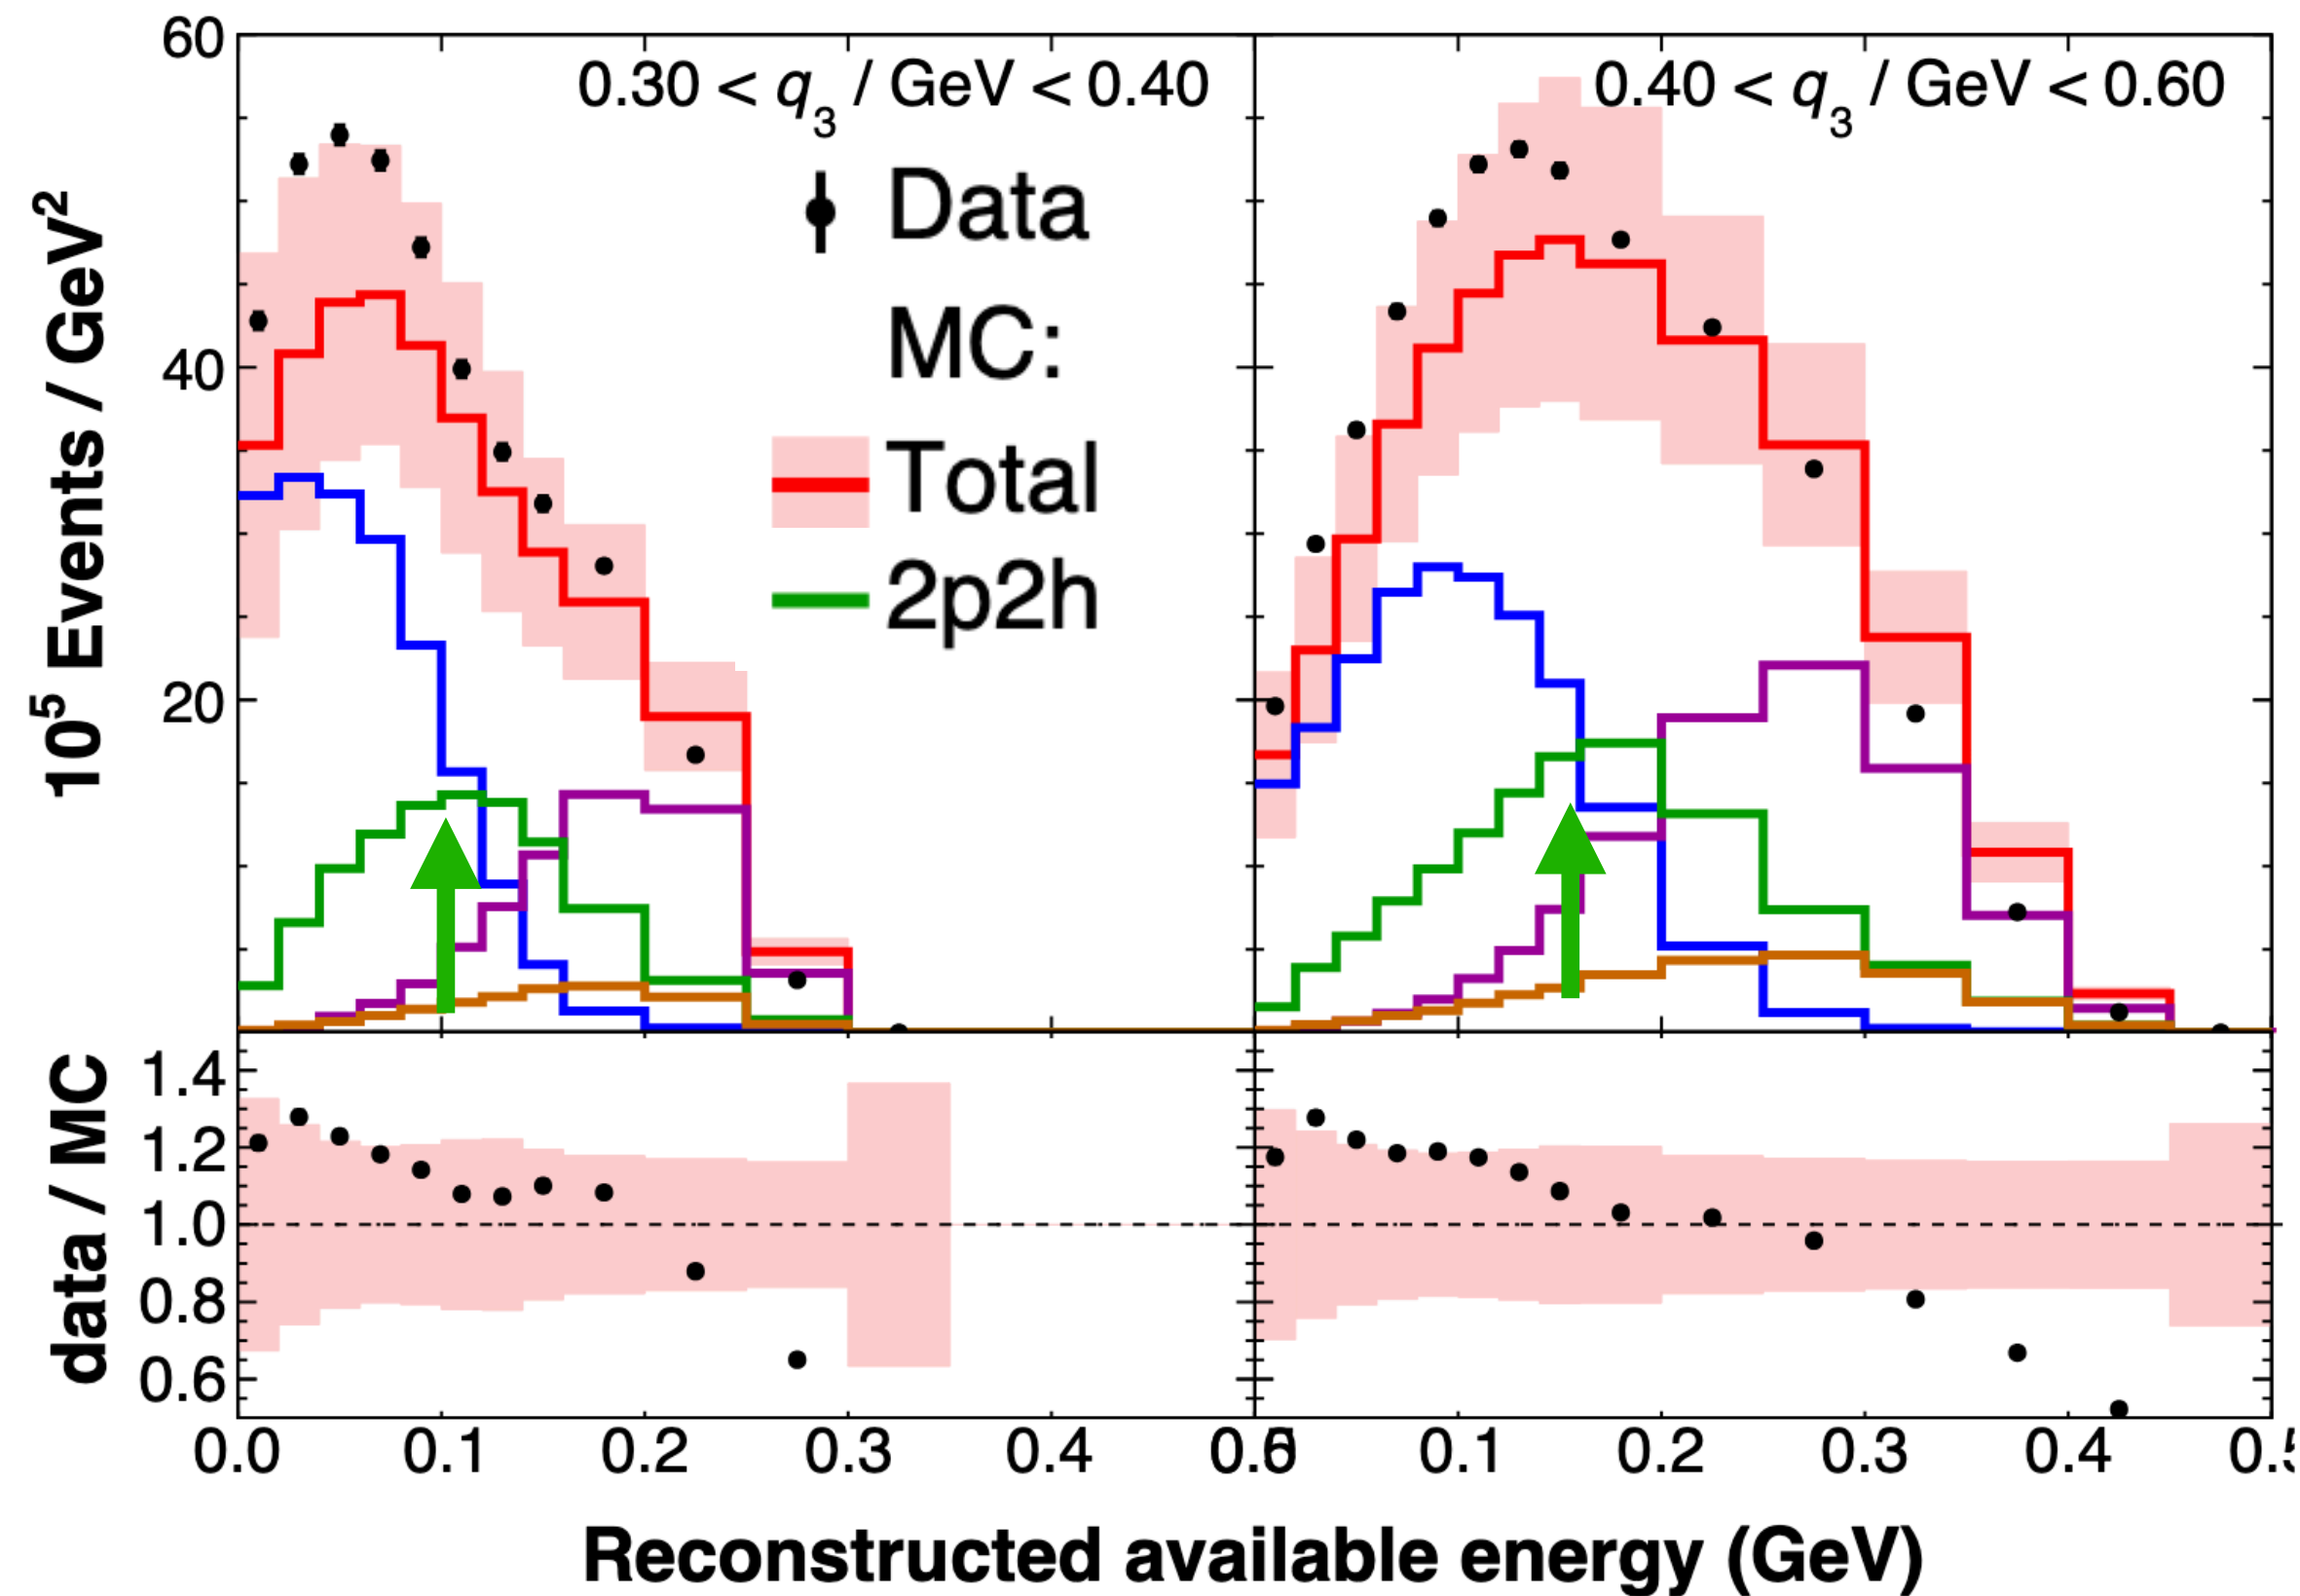 60
0.30 < q3 / GeV < 0.40
0.40 < q3 / GeV < 0.60
Data
MC:
Total
2p2h
40
20
10⁵ Events / GeV²
1.4
1.2
1.0
0.8
0.6
data / MC
0.0 0.1 0.2 0.3 0.4 0.1 0.2 0.3 0.4
Reconstructed available energy (GeV)